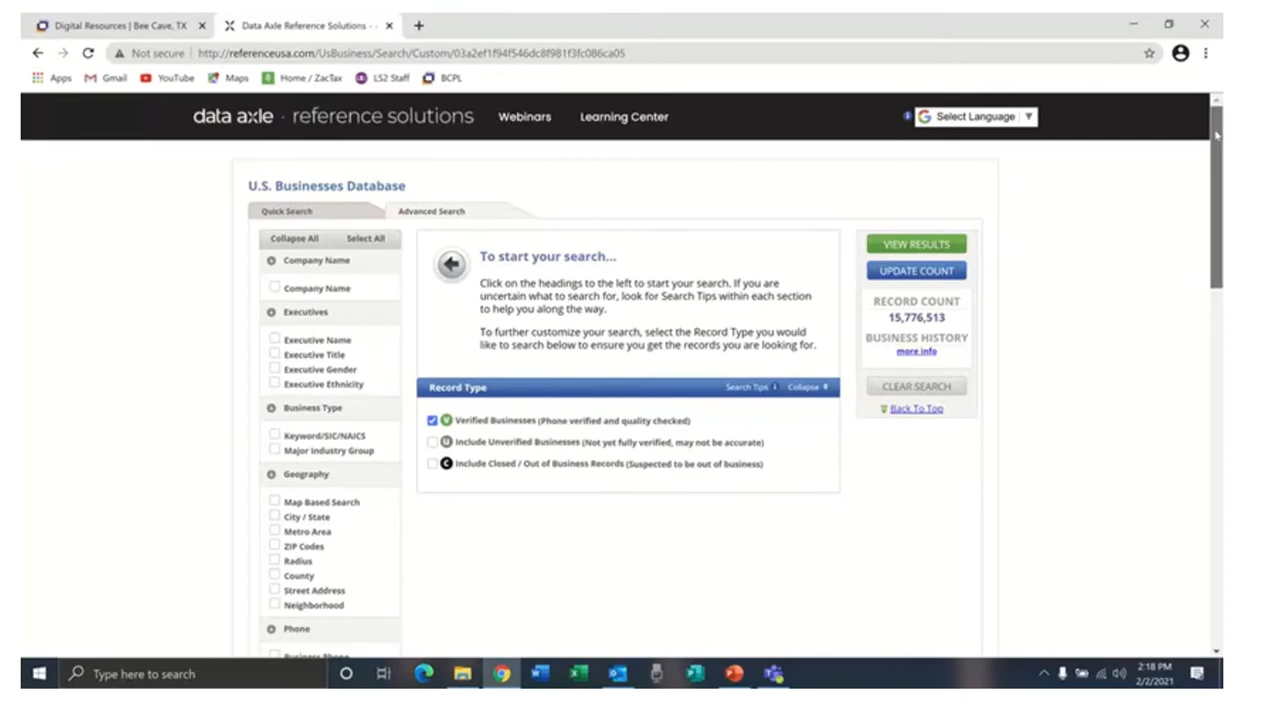 Digital Resources | Bee Cave, TX
Data Axle Reference Solutions -
Not secure
http://referenceusa.com/UsBusiness/Search/Custom/03a2ef1f94f546dc8f981f3fc086ca05
Apps Gmail YouTube Maps Home / ZacTax LS2 Staff BCPL
data axle · reference solutions
Webinars
Learning Center
Select Language
U.S. Businesses Database
Quick Search
Advanced Search
Collapse All Select All
Company Name
Company Name
Executives
Executive Name
Executive Title
Executive Gender
Executive Ethnicity
Business Type
Keyword/SIC/NAICS
Major Industry Group
Geography
Map Based Search
City / State
Metro Area
ZIP Codes
Radius
County
Street Address
Neighborhood
Phone
Business Phone
To start your search...
Click on the headings to the left to start your search. If you are
uncertain what to search for, look for Search Tips within each section
to help you along the way.
To further customize your search, select the Record Type you would
like to search below to ensure you get the records you are looking for.
Record Type
Search Tips
Collapse
V Verified Businesses (Phone verified and quality checked)
U Include Unverified Businesses (Not yet fully verified, may not be accurate)
C Include Closed / Out of Business Records (Suspected to be out of business)
VIEW RESULTS
UPDATE COUNT
RECORD COUNT
15,776,513
BUSINESS HISTORY
more info
CLEAR SEARCH
Back To Top
Type here to search
2:18 PM
2/2/2021